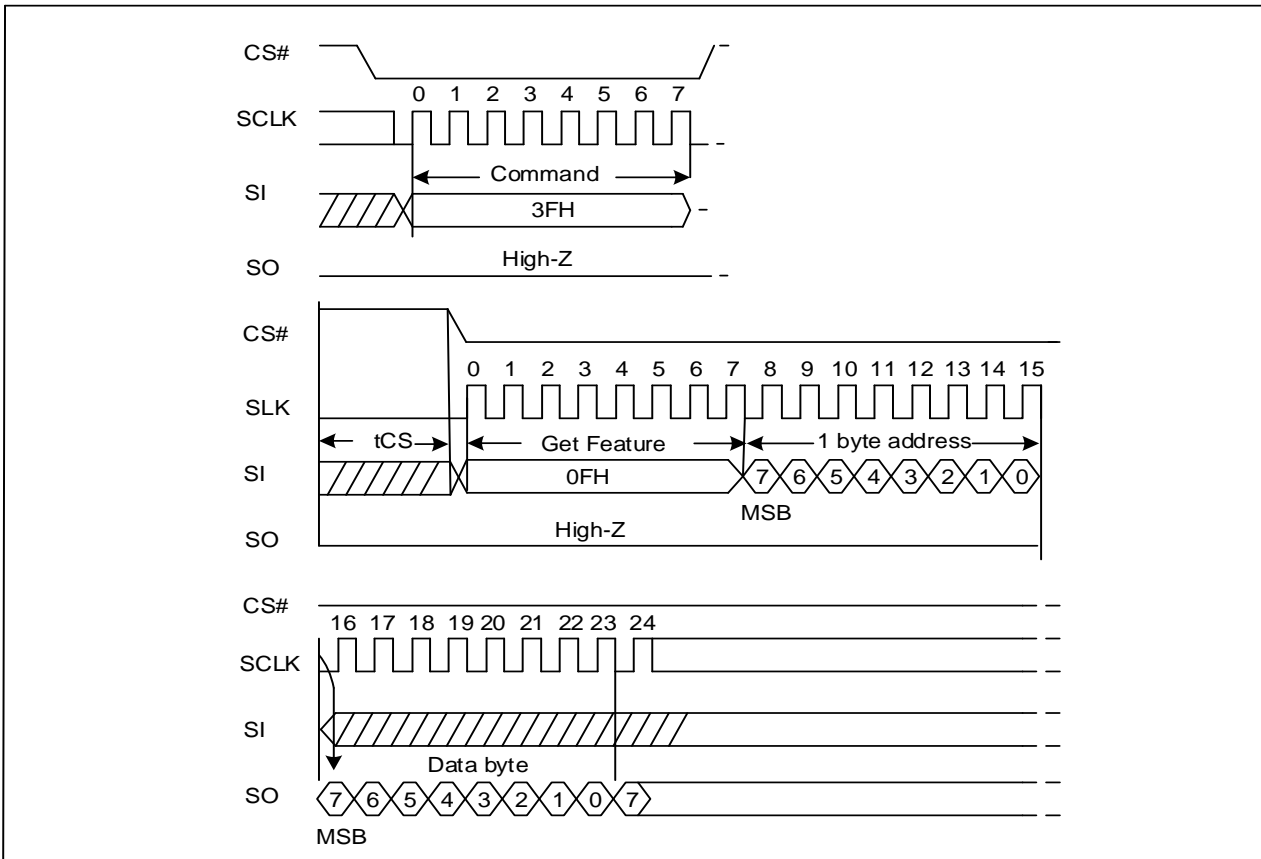 CS#
0 1 2 3 4 5 6 7
SCLK
Command
SI
3FH
High-Z
SO
CS#
0 1 2 3 4 5 6 7 8 9 10 11 12 13 14 15
SLK
tCS Get Feature 1 byte address
SI
0FH 7 6 5 4 3 2 1 0
MSB
High-Z
SO
CS#
16 17 18 19 20 21 22 23 24
SCLK
SI
Data byte
SO
7 6 5 4 3 2 1 0 7
MSB